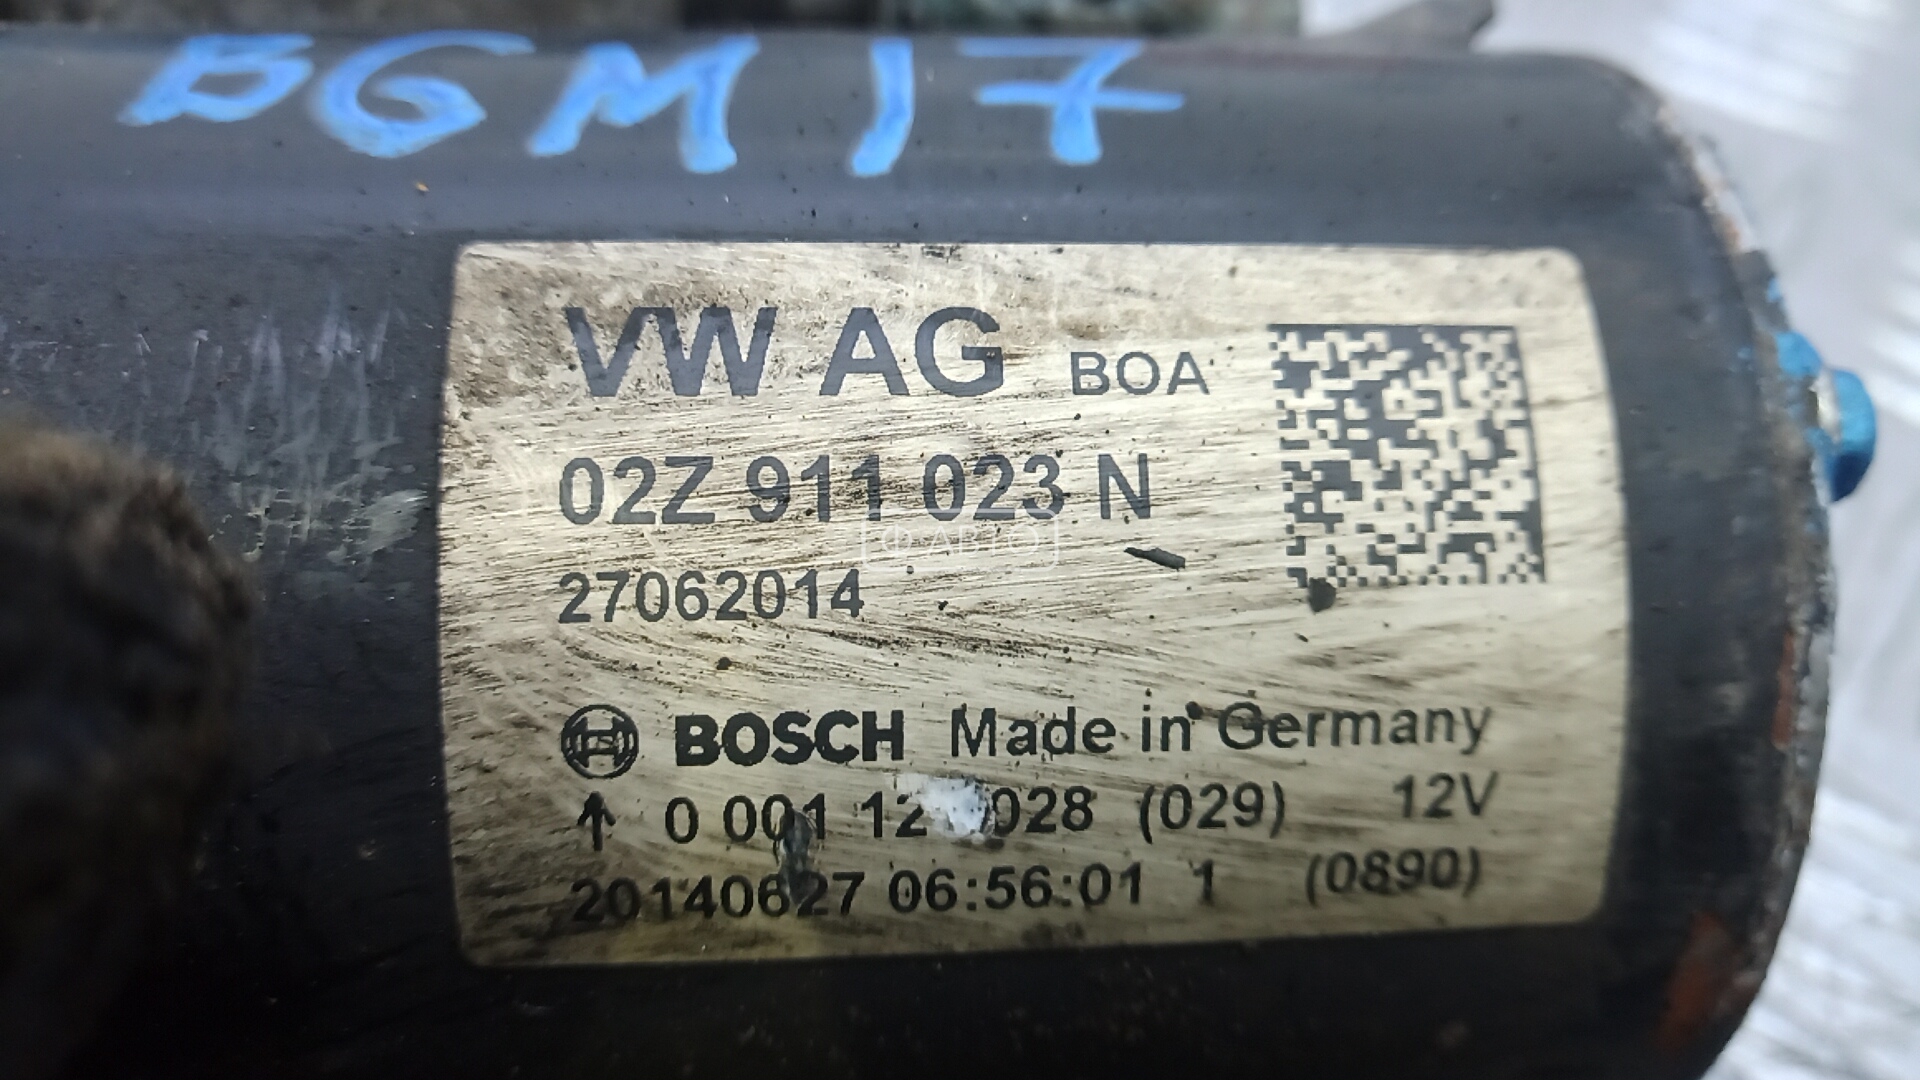 BGM17
VW AG BOA
02Z 911 023 N
27062014
ФАВТО
BOSCH Made in Germany
↑ 0 001 12 028 (029) 12V
20140627 06:56:01 1 (0890)